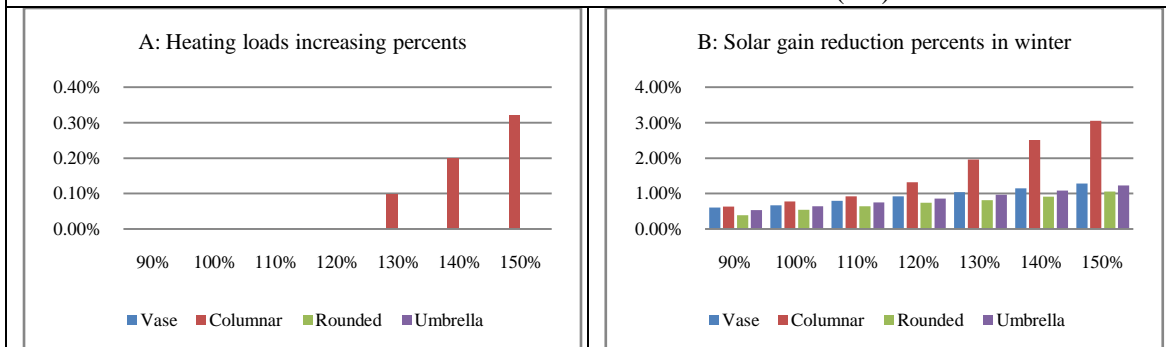 A: Heating loads increasing percents
0.40%
0.30%
0.20%
0.10%
0.00%
90% 100% 110% 120% 130% 140% 150%
Vase Columnar Rounded Umbrella
B: Solar gain reduction percents in winter
4.00%
3.00%
2.00%
1.00%
0.00%
90% 100% 110% 120% 130% 140% 150%
Vase Columnar Rounded Umbrella